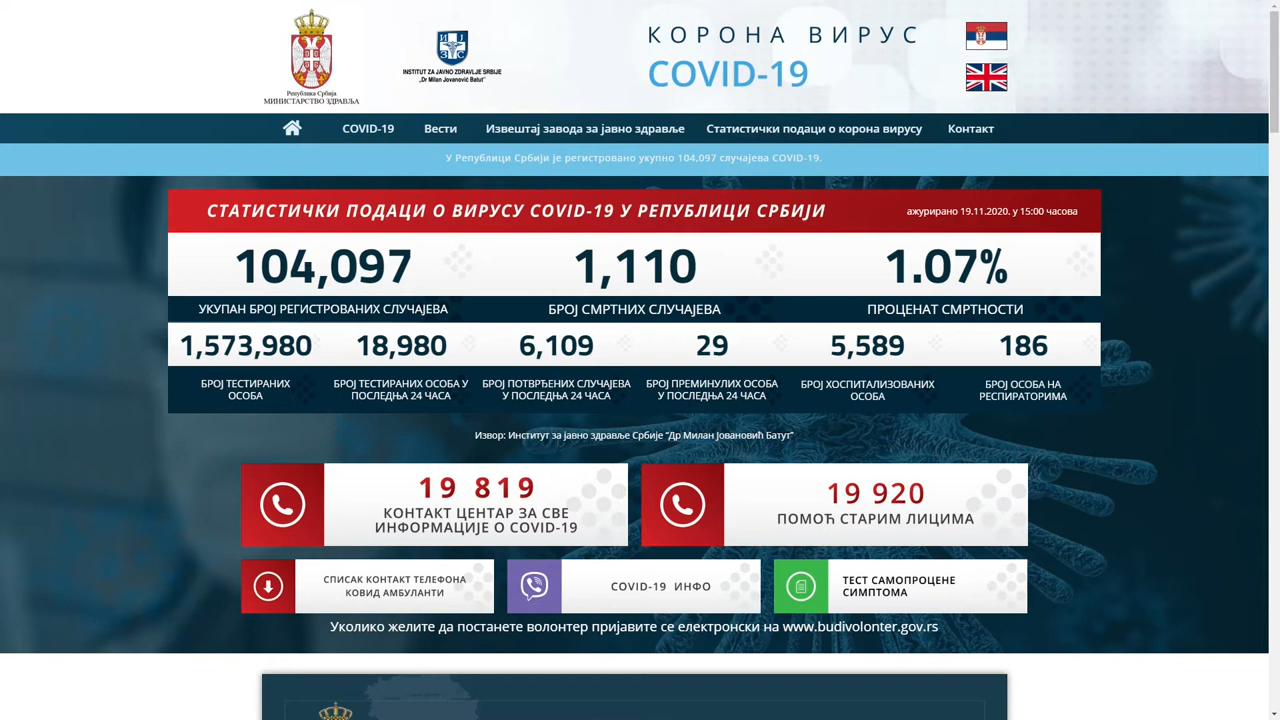 Република Србија
МИНИСТАРСТВО ЗДРАВЉА
И Ј
З С
INSTITUT ZA JAVNO ZDRAVLJE SRBIJE
„Dr Milan Jovanović Batut“
КОРОНА ВИРУС
COVID-19
COVID-19 Вести Извештај завода за јавно здравље Статистички подаци о корона вирусу Контакт
У Републици Србији је регистровано укупно 104,097 случајева COVID-19.
СТАТИСТИЧКИ ПОДАЦИ О ВИРУСУ COVID-19 У РЕПУБЛИЦИ СРБИЈИ
ажурирано 19.11.2020. у 15:00 часова
104,097 1,110 1.07%
УКУПАН БРОЈ РЕГИСТРОВАНИХ СЛУЧАЈЕВА БРОЈ СМРТНИХ СЛУЧАЈЕВА ПРОЦЕНАТ СМРТНОСТИ
1,573,980 18,980 6,109 29 5,589 186
БРОЈ ТЕСТИРАНИХ
ОСОБА
БРОЈ ТЕСТИРАНИХ ОСОБА У
ПОСЛЕДЊА 24 ЧАСА
БРОЈ ПОТВРЂЕНИХ СЛУЧАЈЕВА
У ПОСЛЕДЊА 24 ЧАСА
БРОЈ ПРЕМИНУЛИХ ОСОБА
У ПОСЛЕДЊА 24 ЧАСА
БРОЈ ХОСПИТАЛИЗОВАНИХ
ОСОБА
БРОЈ ОСОБА НА
РЕСПИРАТОРИМА
Извор: Институт за јавно здравље Србије “Др Милан Јовановић Батут”
19 819
КОНТАКТ ЦЕНТАР ЗА СВЕ
ИНФОРМАЦИЈЕ О COVID-19
19 920
ПОМОЋ СТАРИМ ЛИЦИМА
СПИСАК КОНТАКТ ТЕЛЕФОНА
КОВИД АМБУЛАНТИ
COVID-19 ИНФО
ТЕСТ САМОПРОЦЕНЕ
СИМПТОМА
Уколико желите да постанете волонтер пријавите се електронски на www.budivolonter.gov.rs